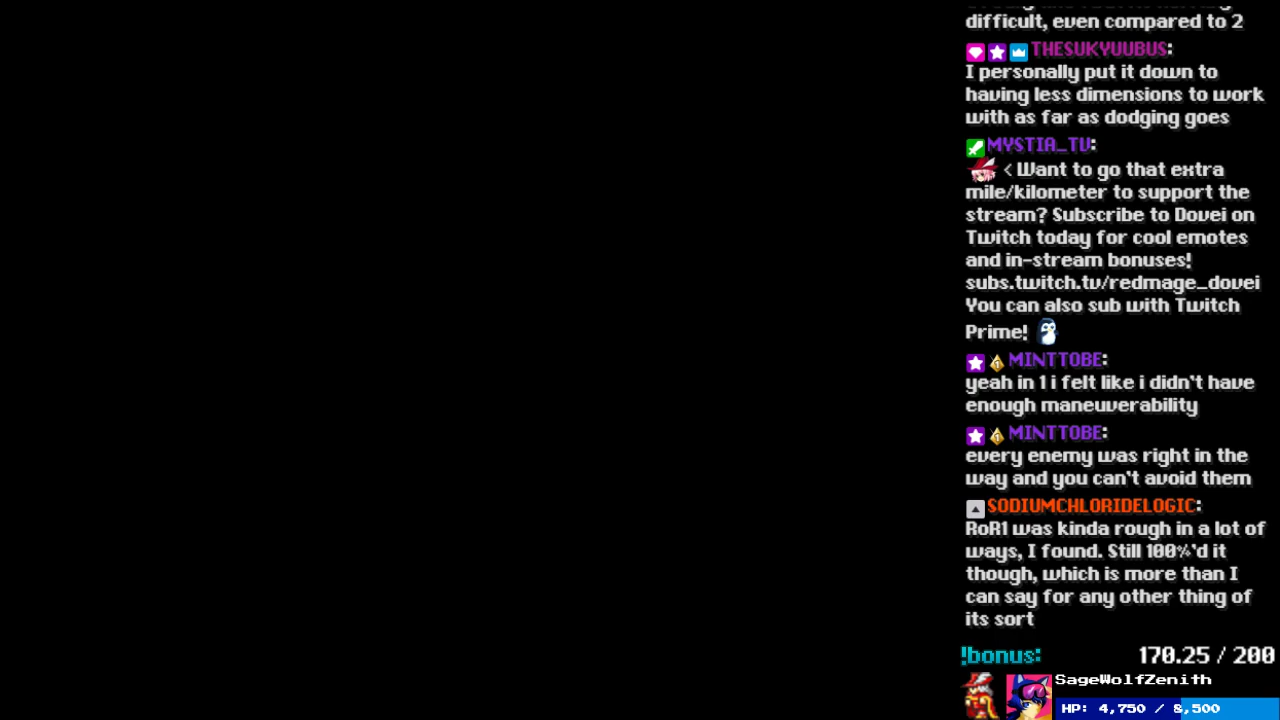 difficult, even compared to 2
THESUKYUUBUS:
I personally put it down to
having less dimensions to work
with as far as dodging goes
MYSTIA_TV:
< Want to go that extra
mile/kilometer to support the
stream? Subscribe to Dovei on
Twitch today for cool emotes
and in-stream bonuses!
subs.twitch.tv/redmage_dovei
You can also sub with Twitch
Prime!
MINTTOBE:
yeah in 1 i felt like i didn't have
enough maneuverability
MINTTOBE:
every enemy was right in the
way and you can't avoid them
SODIUMCHLORIDELOGIC:
RoR1 was kinda rough in a lot of
ways, I found. Still 100%'d it
though, which is more than I
can say for any other thing of
its sort
!bonus: 170.25 / 200
SageWolfZenith
HP: 4,750 / 8,500